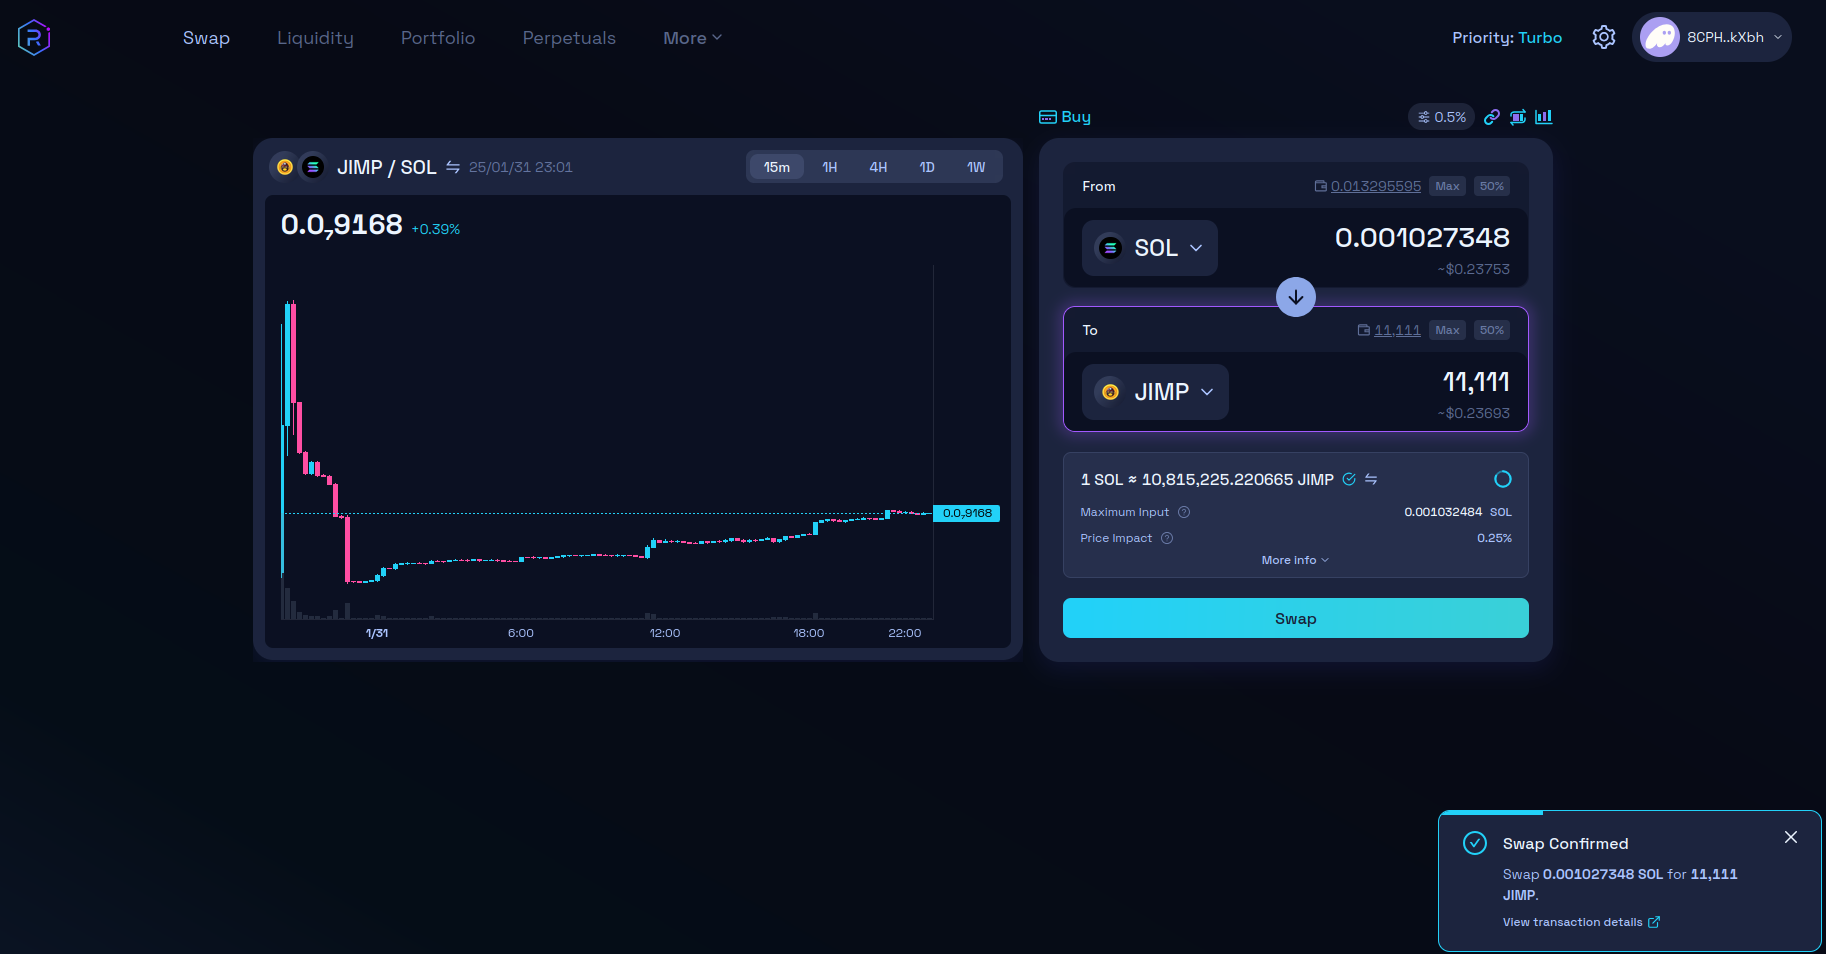 Swap Liquidity Portfolio Perpetuals More Priority: Turbo 8CPH..kXbh
Buy 0.5%
JIMP / SOL 25/01/31 23:01 15m 1H 4H 1D 1W
0.0₇9168 +0.39%
0.0₇9168
1/31 6:00 12:00 18:00 22:00
From 0.013295595 Max 50%
SOL 0.001027348
~$0.23753
To 11,111 Max 50%
JIMP 11,111
~$0.23693
1 SOL ≈ 10,815,225.220665 JIMP
Maximum Input ? 0.001032484 SOL
Price Impact ? 0.25%
More info
Swap
Swap Confirmed
Swap 0.001027348 SOL for 11,111
JIMP.
View transaction details